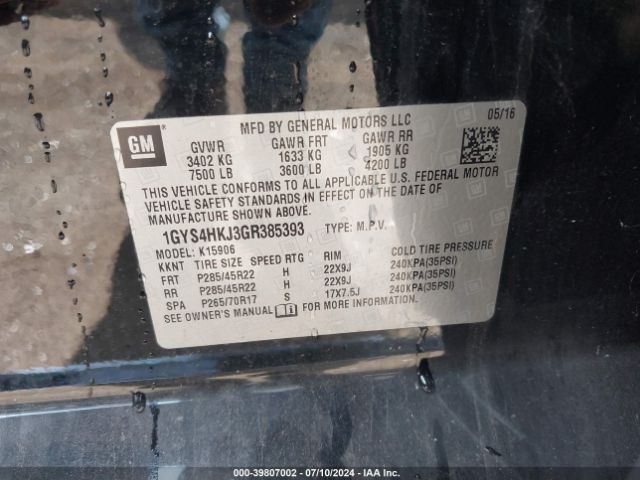 GM
MFD BY GENERAL MOTORS LLC 05/16
GVWR GAWR FRT GAWR RR
3402 KG 1633 KG 1905 KG
7500 LB 3600 LB 4200 LB
THIS VEHICLE CONFORMS TO ALL APPLICABLE U.S. FEDERAL MOTOR
VEHICLE SAFETY STANDARDS IN EFFECT ON THE DATE OF
MANUFACTURE SHOWN ABOVE.
1GYS4HKJ3GR385393 TYPE: M.P.V.
MODEL: K15906
KKNT TIRE SIZE SPEED RTG RIM COLD TIRE PRESSURE
FRT P285/45R22 H 22X9J 240KPA(35PSI)
RR P285/45R22 H 22X9J 240KPA(35PSI)
SPA P265/70R17 S 17X7.5J 240KPA(35PSI)
SEE OWNER'S MANUAL FOR MORE INFORMATION.
000-39807002 - 07/10/2024 - IAA Inc.